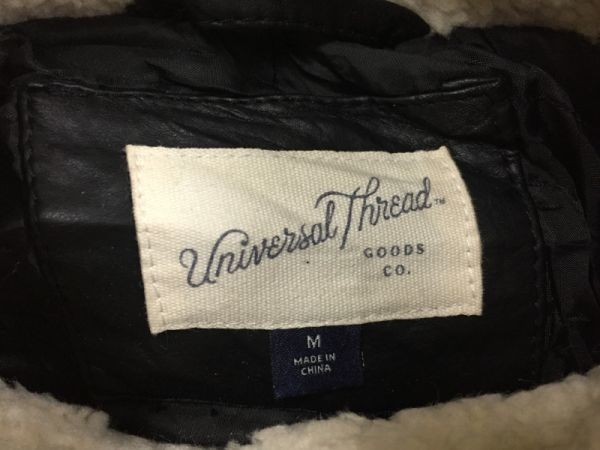 Universal Thread™
GOODS
CO.
M
MADE IN
CHINA